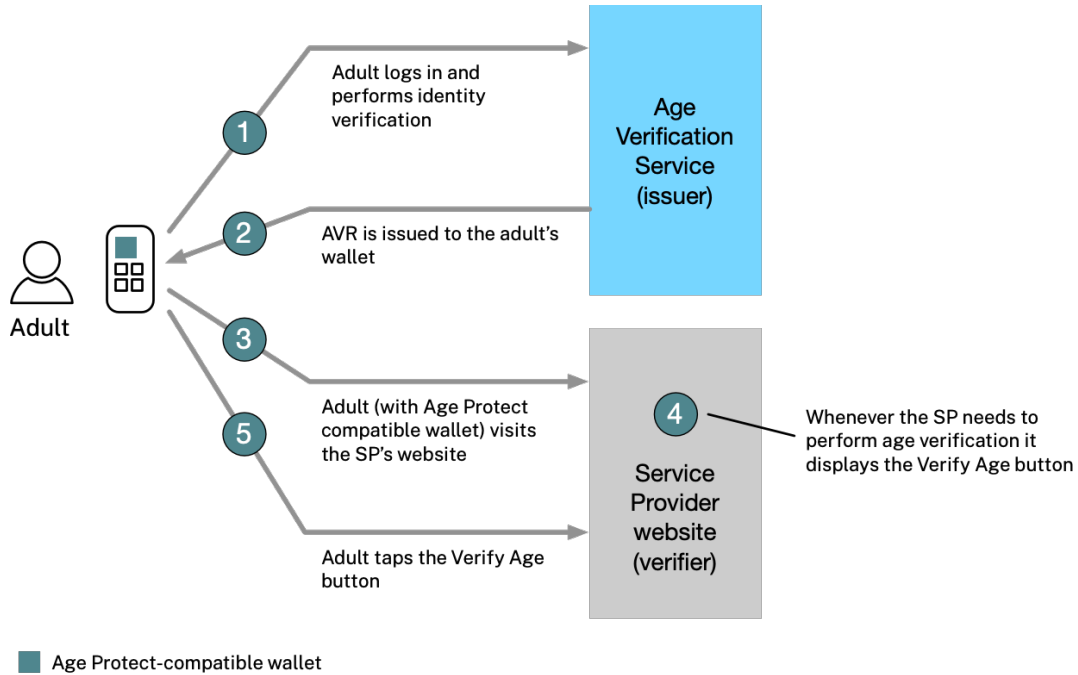 Adult logs in and
performs identity
verification
1
Age
Verification
Service
(issuer)
2
AVR is issued to the adult’s
wallet
Adult
3
Adult (with Age Protect
compatible wallet) visits
the SP’s website
4
Whenever the SP needs to
perform age verification it
displays the Verify Age button
5
Service
Provider
website
(verifier)
Adult taps the Verify Age
button
Age Protect-compatible wallet